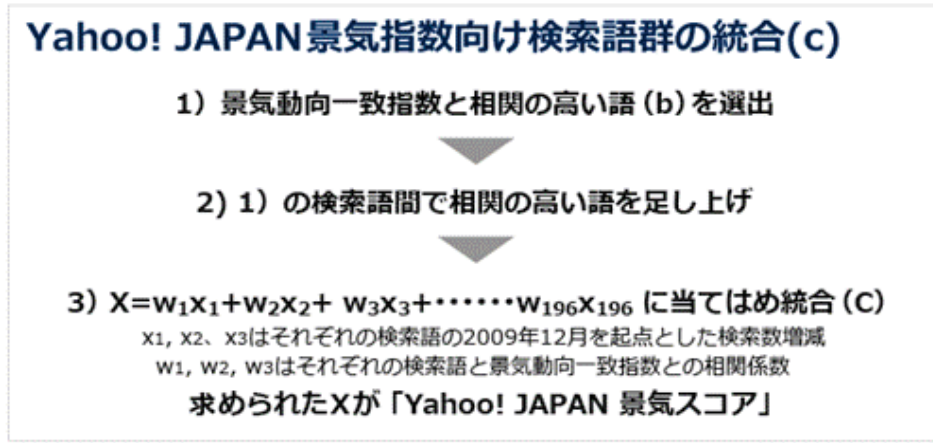 Yahoo! JAPAN景気指数向け検索語群の統合(c)
1）景気動向一致指数と相関の高い語（b）を選出
2) 1）の検索語間で相関の高い語を足し上げ
3）X=w1x1+w2x2+ w3x3+・・・・・・w196x196 に当てはめ統合（C）
x1, x2、x3はそれぞれの検索語の2009年12月を起点とした検索数増減
w1, w2, w3はそれぞれの検索語と景気動向一致指数との相関係数
求められたXが「Yahoo! JAPAN 景気スコア」